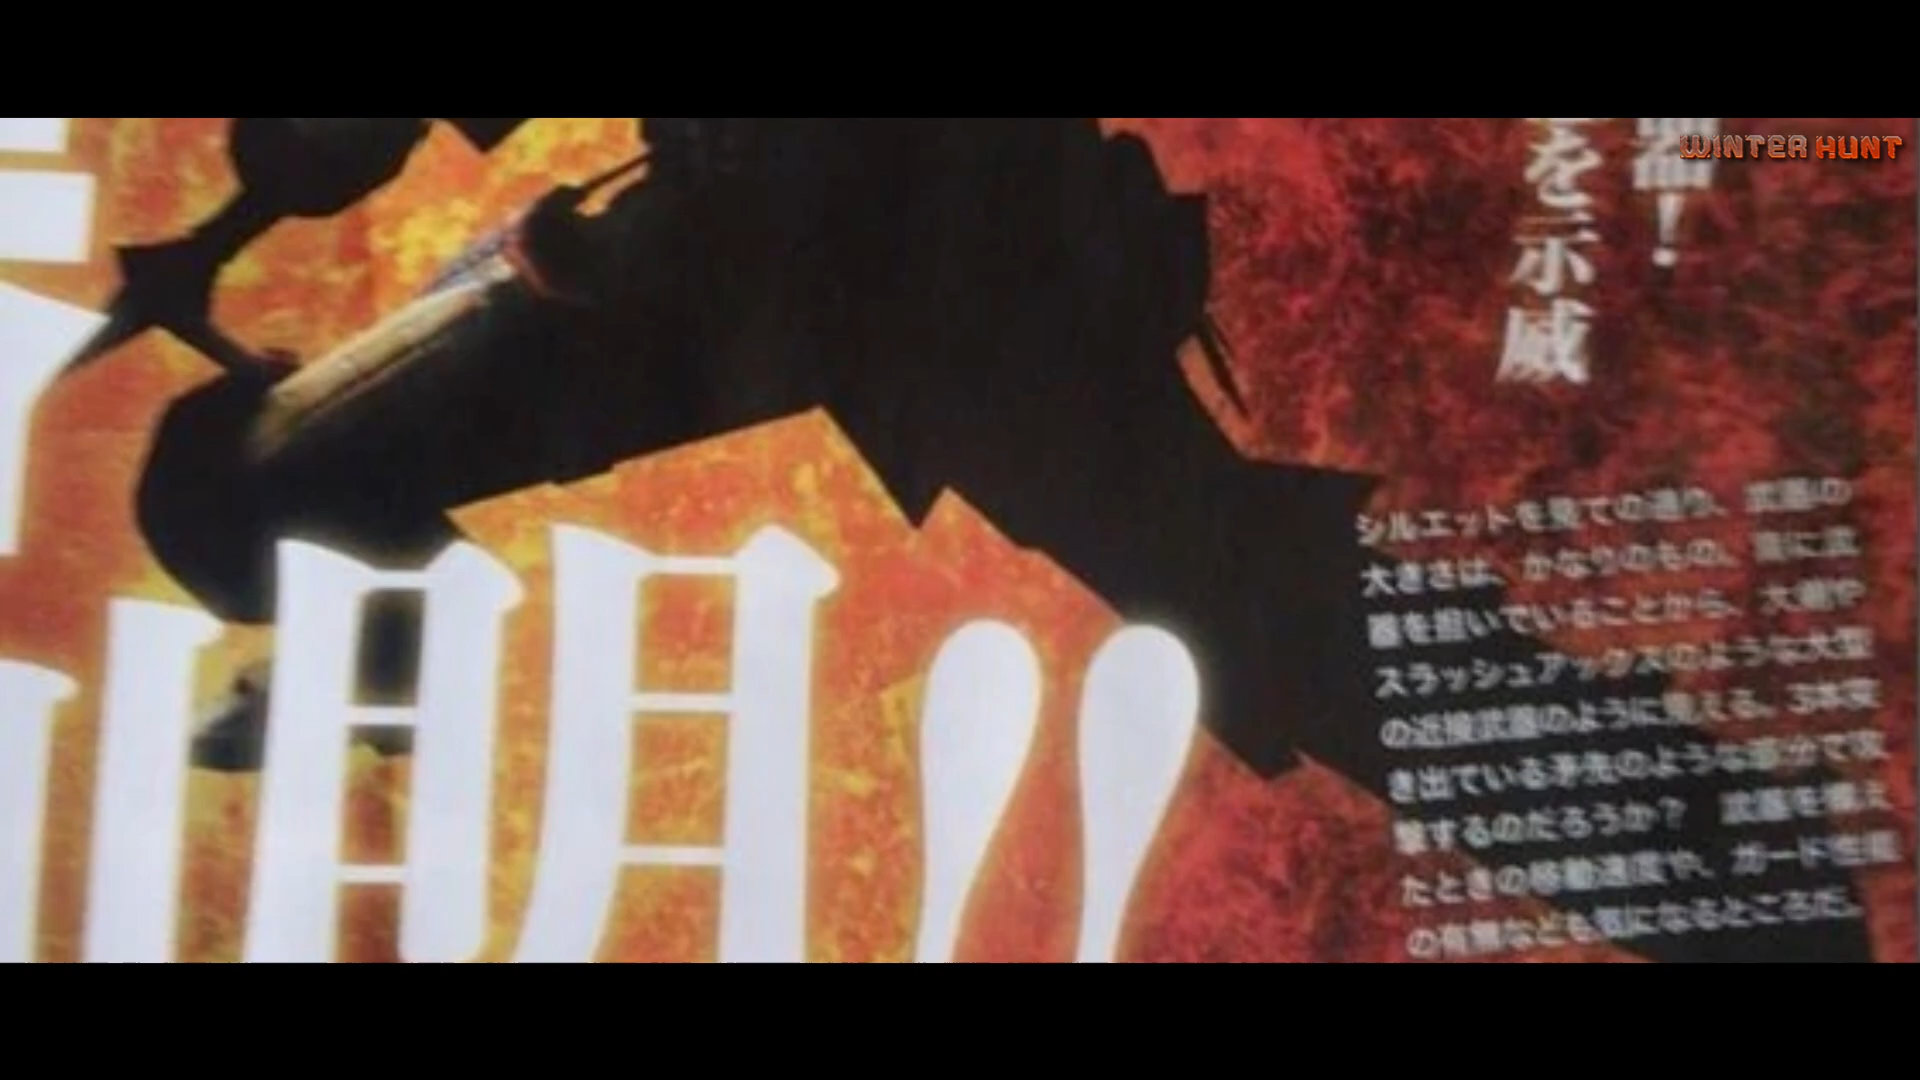 WINTER HUNT
器!
を示威
明!!
シルエットを見ての通り、武器の
大きさは、かなりのもの。背に武
器を担いでいることから、大剣や
スラッシュアックスのような大型
の近接武器のように見える。3本突
き出ている矛先のような部分で攻
撃するのだろうか? 武器を構え
たときの移動速度や、ガード性能
の有無なども気になるところだ。